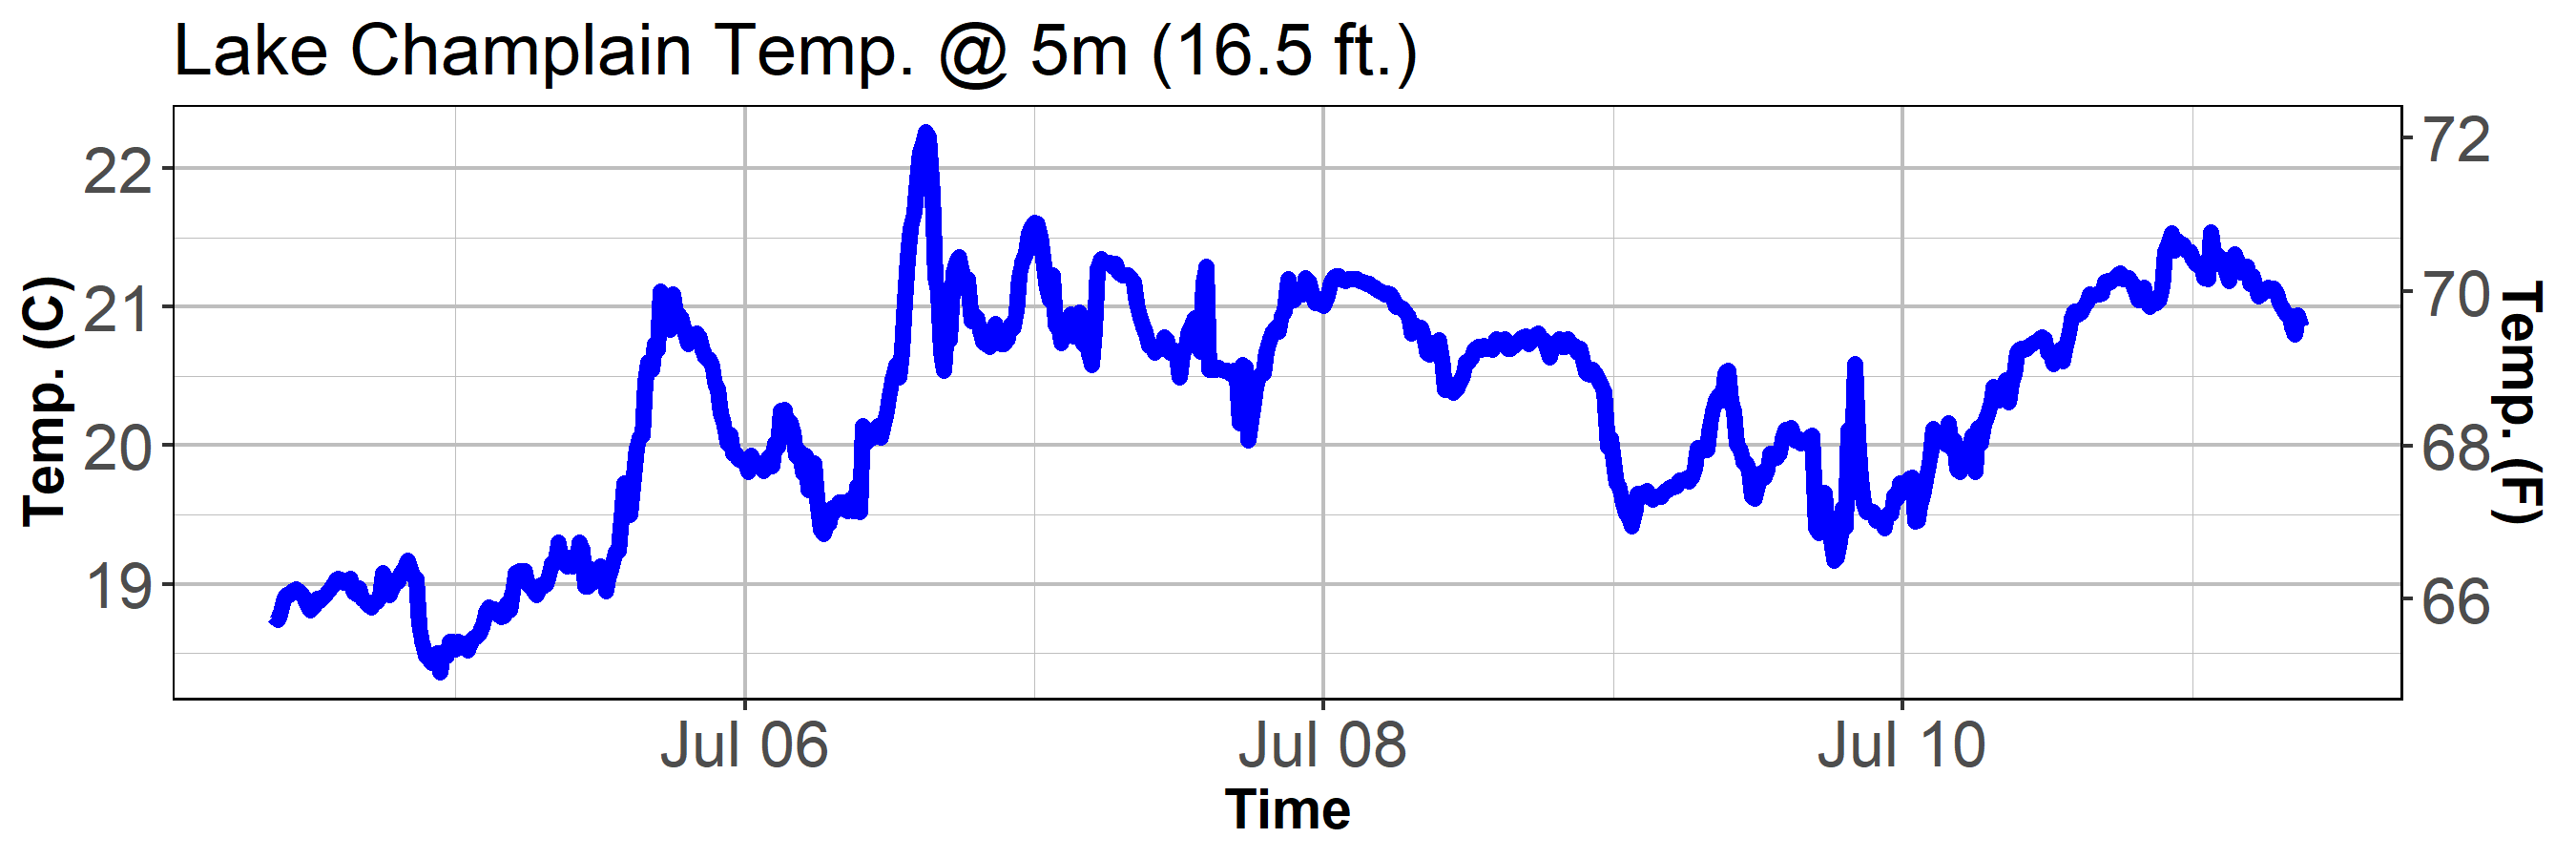 Lake Champlain Temp. @ 5m (16.5 ft.)
Temp. (C)
22
21
20
19
72
70
68
66
Temp. (F)
Jul 06
Jul 08
Jul 10
Time